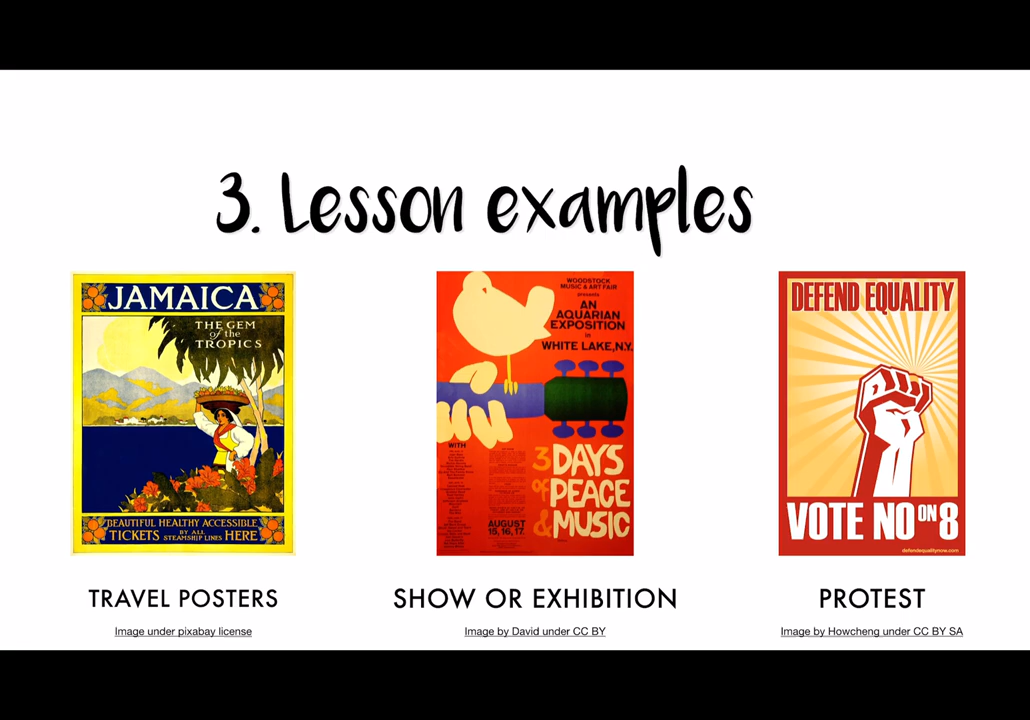 3. Lesson examples
JAMAICA
THE GEM
of the
TROPICS
BEAUTIFUL HEALTHY ACCESSIBLE
TICKETS BY ALL STEAMSHIP LINES HERE
TRAVEL POSTERS
Image under pixabay license
WOODSTOCK
MUSIC & ART FAIR
presents
AN
AQUARIAN
EXPOSITION
in
WHITE LAKE, N.Y.
WITH
3 DAYS
of PEACE
& MUSIC
AUGUST
15, 16, 17.
SHOW OR EXHIBITION
Image by David under CC BY
DEFEND EQUALITY
VOTE NO ON 8
defendequalitynow.com
PROTEST
Image by Howcheng under CC BY SA